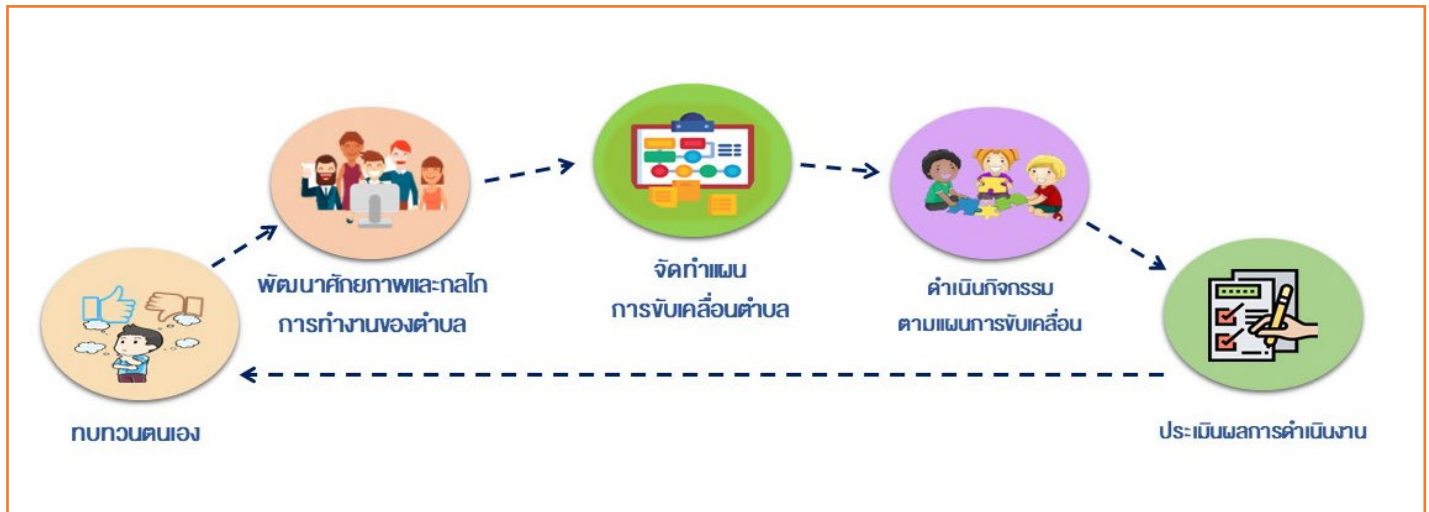 ทบทวนตนเอง
พัฒนาศักยภาพและกลไก
การทำงานของตำบล
จัดทำแผน
การขับเคลื่อนตำบล
ดำเนินกิจกรรม
ตามแผนการขับเคลื่อน
ประเมินผลการดำเนินงาน